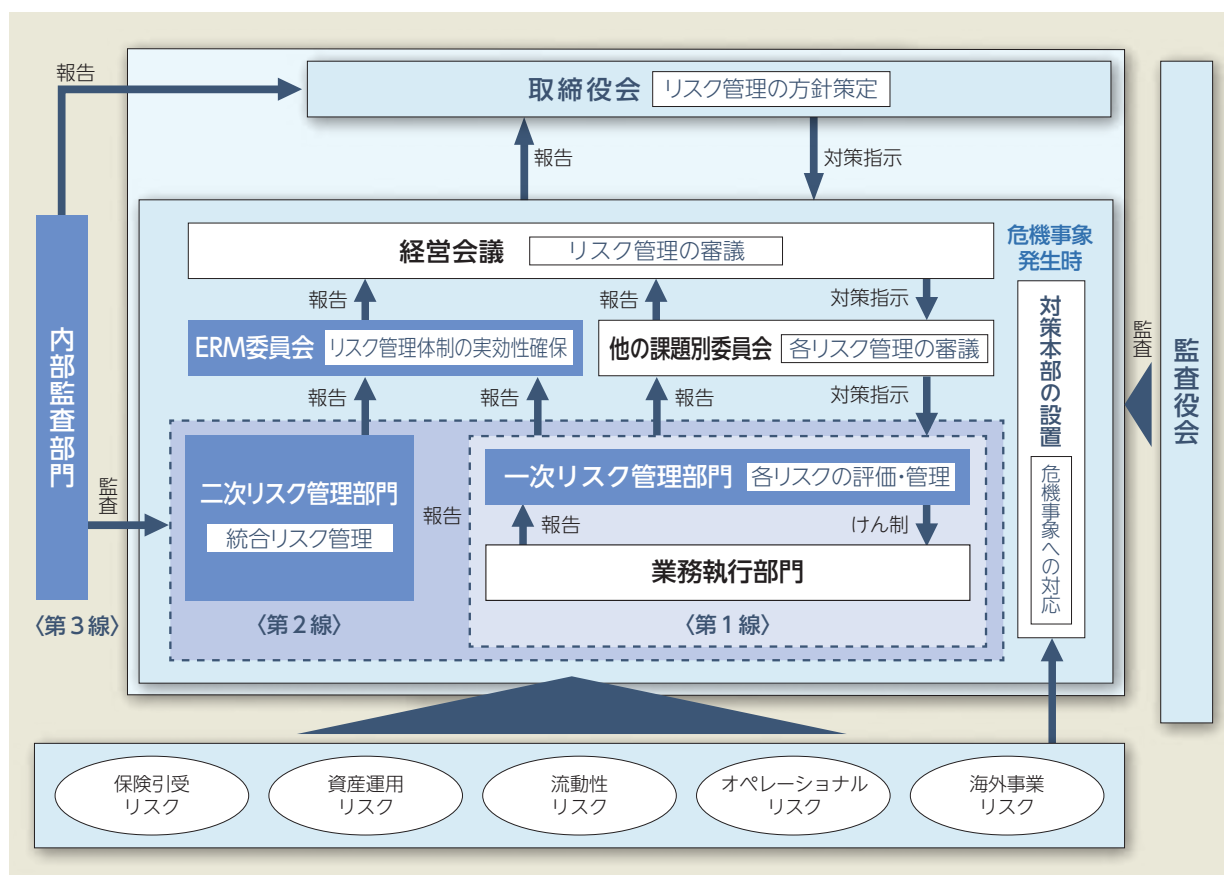 報告
取締役会 リスク管理の方針策定
報告
対策指示
経営会議 リスク管理の審議
危機事象
発生時
報告
報告
対策指示
ERM委員会 リスク管理体制の実効性確保
他の課題別委員会 各リスク管理の審議
報告
報告
報告
対策指示
対策本部の設置
危機事象への対応
監査
監査役会
内部監査部門
監査
二次リスク管理部門
統合リスク管理
報告
一次リスク管理部門 各リスクの評価・管理
報告
けん制
業務執行部門
〈第3線〉
〈第2線〉
〈第1線〉
保険引受
リスク
資産運用
リスク
流動性
リスク
オペレーショナル
リスク
海外事業
リスク